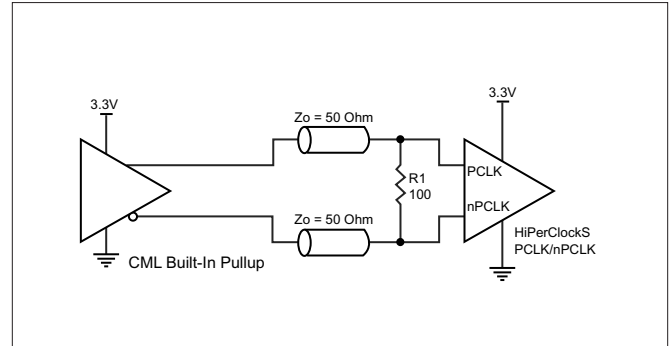 3.3V
3.3V
Zo = 50 Ohm
PCLK
R1
100
nPCLK
Zo = 50 Ohm
HiPerClockS
PCLK/nPCLK
CML Built-In Pullup